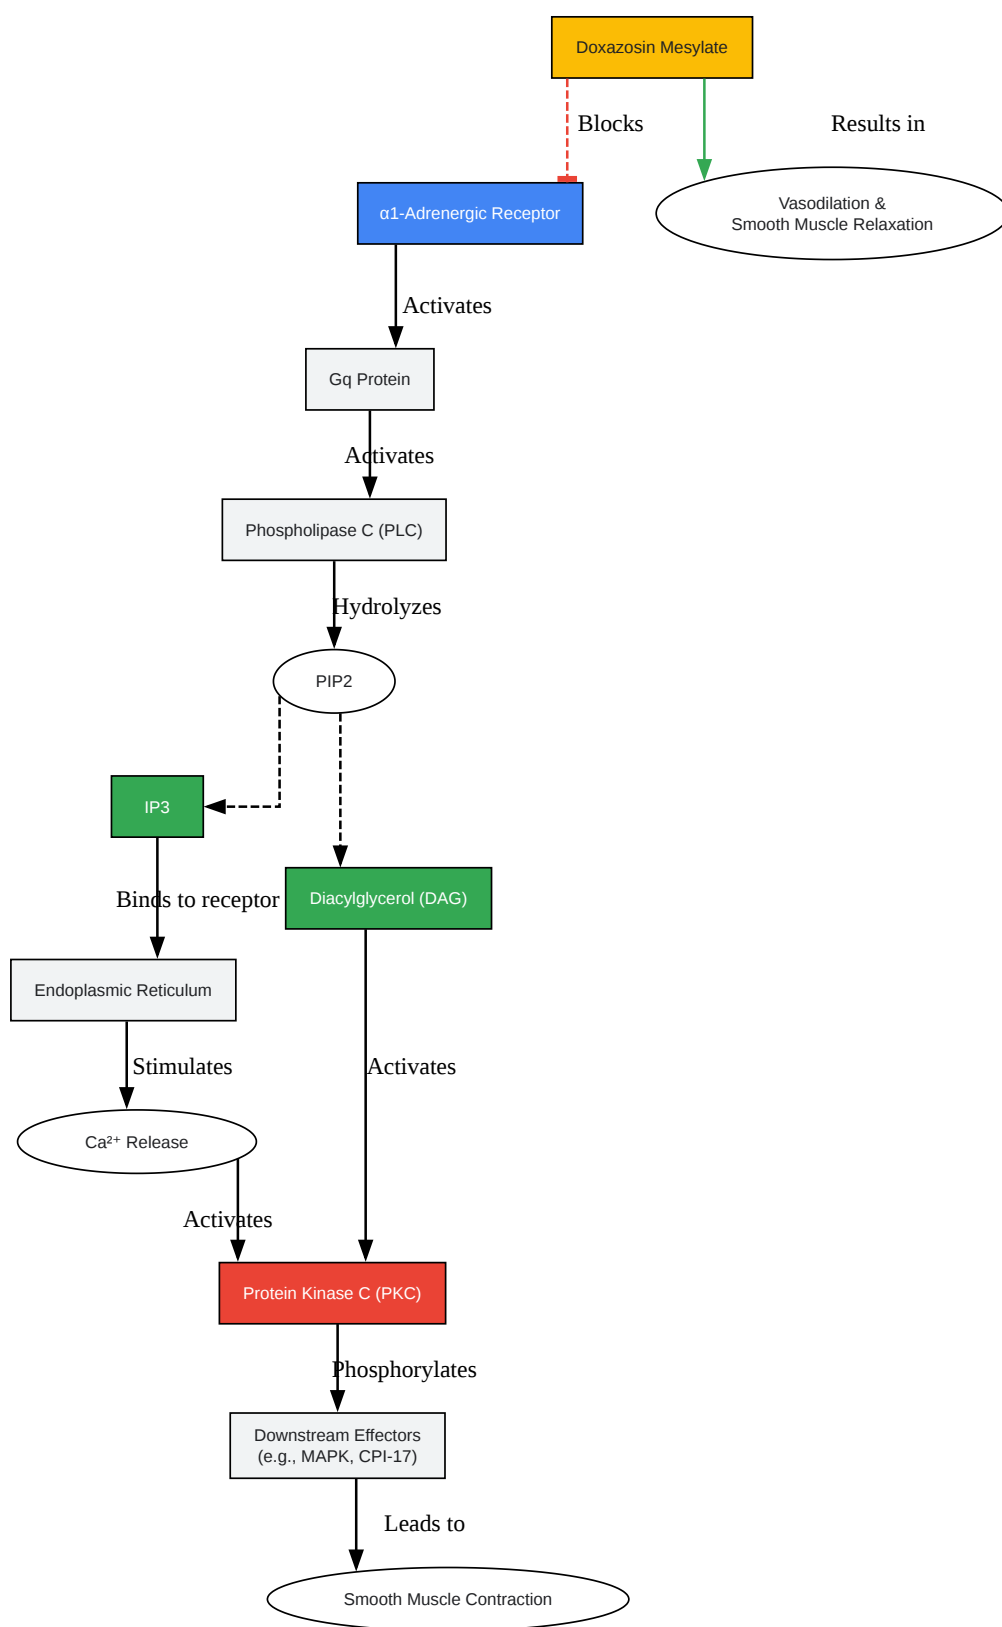 Doxazosin Mesylate
Blocks
Results in
α1-Adrenergic Receptor
Vasodilation &
Smooth Muscle Relaxation
Activates
Gq Protein
Activates
Phospholipase C (PLC)
Hydrolyzes
PIP2
IP3
Binds to receptor
Diacylglycerol (DAG)
Endoplasmic Reticulum
Stimulates
Activates
Ca²⁺ Release
Activates
Protein Kinase C (PKC)
Phosphorylates
Downstream Effectors
(e.g., MAPK, CPI-17)
Leads to
Smooth Muscle Contraction